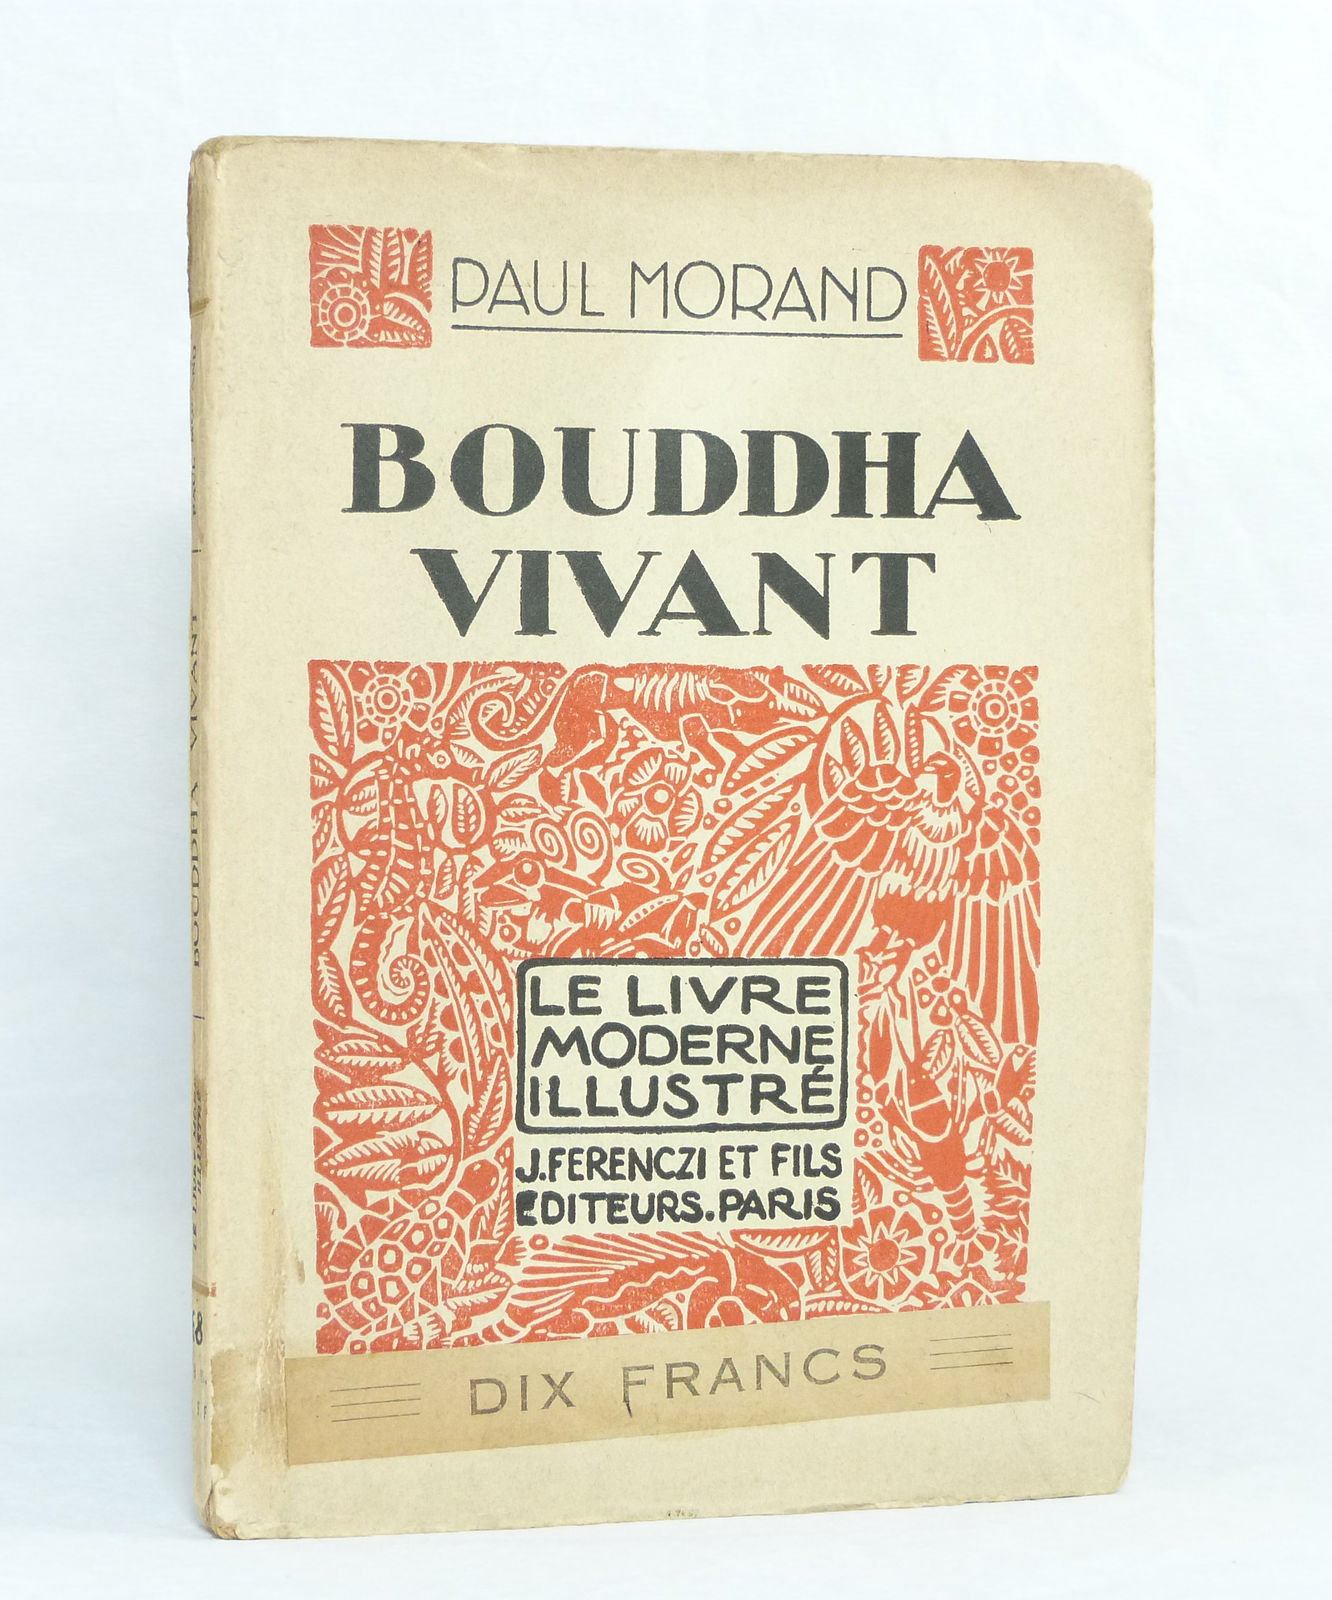 PAUL MORAND
BOUDDHA
VIVANT
LE LIVRE
MODERNE
ILLUSTRÉ
J. FERENCZI ET FILS
EDITEURS. PARIS
DIX FRANCS
BOUDDHA VIVANT